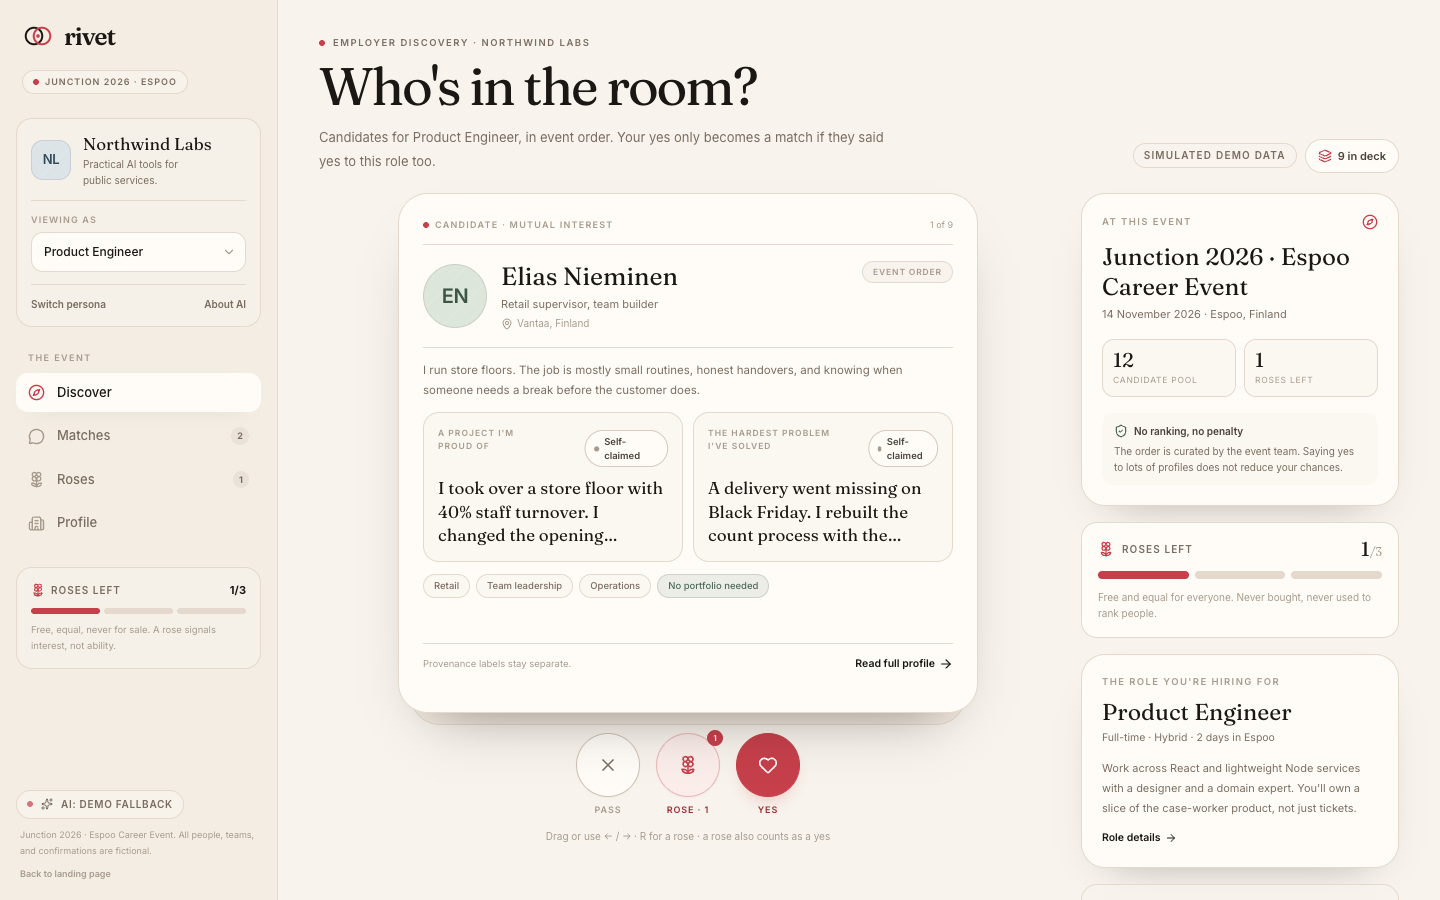 rivet
JUNCTION 2026 · ESPOO
NL
Northwind Labs
Practical AI tools for
public services.
VIEWING AS
Product Engineer
Switch persona
About AI
THE EVENT
Discover
Matches
2
Roses
1
Profile
ROSES LEFT
1/3
Free, equal, never for sale. A rose signals
interest, not ability.
AI: DEMO FALLBACK
Junction 2026 · Espoo Career Event. All people, teams,
and confirmations are fictional.
Back to landing page
EMPLOYER DISCOVERY · NORTHWIND LABS
Who's in the room?
Candidates for Product Engineer, in event order. Your yes only becomes a match if they said
yes to this role too.
SIMULATED DEMO DATA
9 in deck
CANDIDATE · MUTUAL INTEREST
1 of 9
EN
Elias Nieminen
EVENT ORDER
Retail supervisor, team builder
Vantaa, Finland
I run store floors. The job is mostly small routines, honest handovers, and knowing when
someone needs a break before the customer does.
A PROJECT I'M
PROUD OF
Self-
claimed
I took over a store floor with
40% staff turnover. I
changed the opening...
THE HARDEST PROBLEM
I'VE SOLVED
Self-
claimed
A delivery went missing on
Black Friday. I rebuilt the
count process with the...
Retail
Team leadership
Operations
No portfolio needed
Provenance labels stay separate.
Read full profile →
1
PASS
ROSE · 1
YES
Drag or use ← / → · R for a rose · a rose also counts as a yes
AT THIS EVENT
Junction 2026 · Espoo
Career Event
14 November 2026 · Espoo, Finland
12
CANDIDATE POOL
1
ROSES LEFT
No ranking, no penalty
The order is curated by the event team. Saying yes
to lots of profiles does not reduce your chances.
ROSES LEFT
1/3
Free and equal for everyone. Never bought, never used to
rank people.
THE ROLE YOU'RE HIRING FOR
Product Engineer
Full-time · Hybrid · 2 days in Espoo
Work across React and lightweight Node services
with a designer and a domain expert. You'll own a
slice of the case-worker product, not just tickets.
Role details →